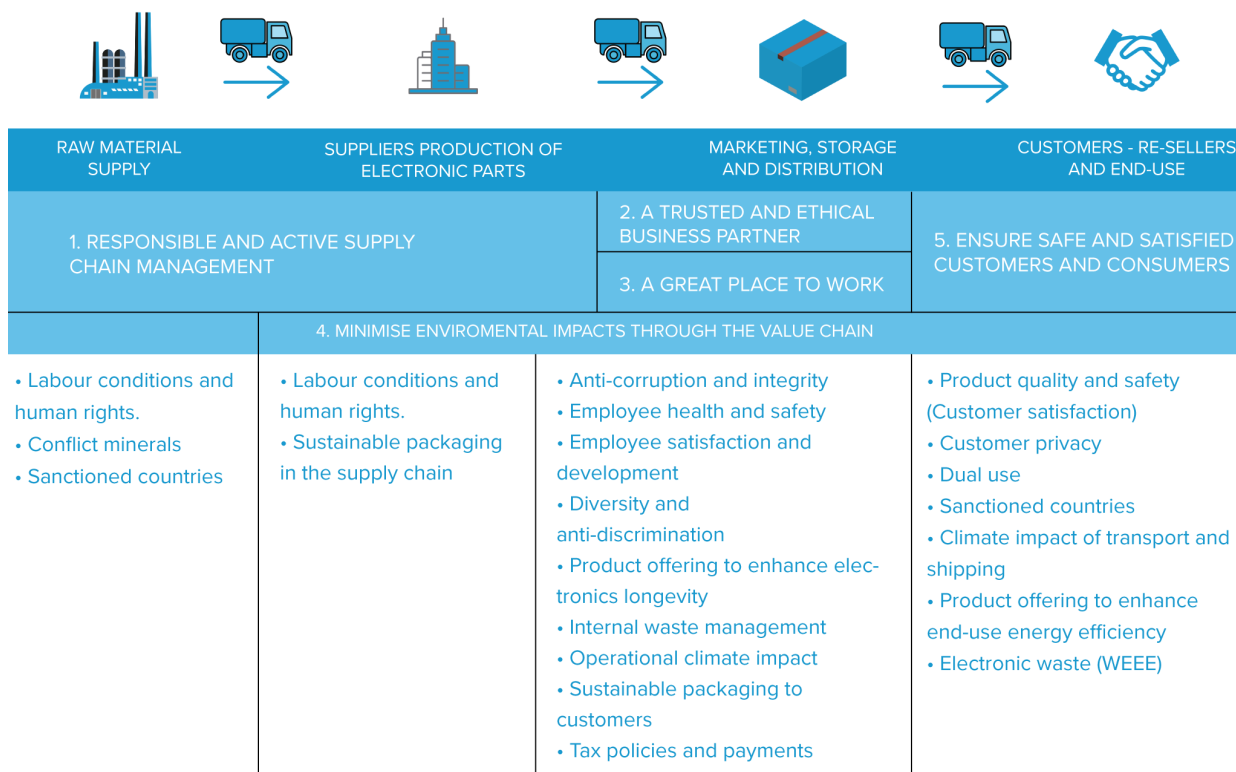 RAW MATERIAL
SUPPLY
SUPPLIERS PRODUCTION OF
ELECTRONIC PARTS
MARKETING, STORAGE
AND DISTRIBUTION
CUSTOMERS - RE-SELLERS
AND END-USE
1. RESPONSIBLE AND ACTIVE SUPPLY
CHAIN MANAGEMENT
2. A TRUSTED AND ETHICAL
BUSINESS PARTNER
3. A GREAT PLACE TO WORK
5. ENSURE SAFE AND SATISFIED
CUSTOMERS AND CONSUMERS
4. MINIMISE ENVIROMENTAL IMPACTS THROUGH THE VALUE CHAIN
• Labour conditions and
human rights.
• Conflict minerals
• Sanctioned countries
• Labour conditions and
human rights.
• Sustainable packaging
in the supply chain
• Anti-corruption and integrity
• Employee health and safety
• Employee satisfaction and
development
• Diversity and
anti-discrimination
• Product offering to enhance elec-
tronics longevity
• Internal waste management
• Operational climate impact
• Sustainable packaging to
customers
• Tax policies and payments
• Product quality and safety
(Customer satisfaction)
• Customer privacy
• Dual use
• Sanctioned countries
• Climate impact of transport and
shipping
• Product offering to enhance
end-use energy efficiency
• Electronic waste (WEEE)